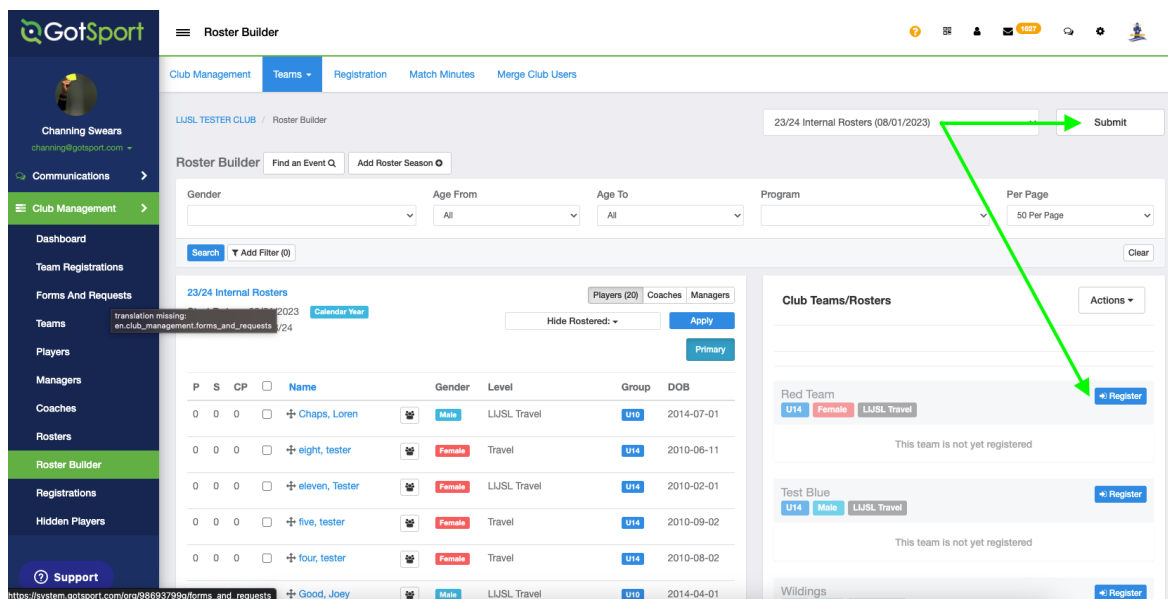 GotSport
Roster Builder
1627
Channing Swears
channing@gotsport.com
Communications
Club Management
Dashboard
Team Registrations
Forms And Requests
Teams
Players
Managers
Coaches
Rosters
Roster Builder
Registrations
Hidden Players
Support
translation missing:
en.club_management.forms_and_requests
https://system.gotsport.com/org/98693799g/forms_and_requests
Club Management Teams Registration Match Minutes Merge Club Users
LIJSL TESTER CLUB / Roster Builder
23/24 Internal Rosters (08/01/2023) Submit
Roster Builder Find an Event Add Roster Season
Gender Age From Age To Program Per Page
All All 50 Per Page
Search Add Filter (0) Clear
23/24 Internal Rosters Players (20) Coaches Managers
2023 Calendar Year
/24
Hide Rostered: Apply
Primary
P S CP Name Gender Level Group DOB
0 0 0 Chaps, Loren Male LIJSL Travel U10 2014-07-01
0 0 0 eight, tester Female Travel U14 2010-06-11
0 0 0 eleven, Tester Female LIJSL Travel U14 2010-02-01
0 0 0 five, tester Female Travel U14 2010-09-02
0 0 0 four, tester Female Travel U14 2010-08-02
0 0 0 Good, Joey Male LIJSL Travel U10 2014-04-01
Club Teams/Rosters Actions
Red Team Register
U14 Female LIJSL Travel
This team is not yet registered
Test Blue Register
U14 Male LIJSL Travel
This team is not yet registered
Wildings Register